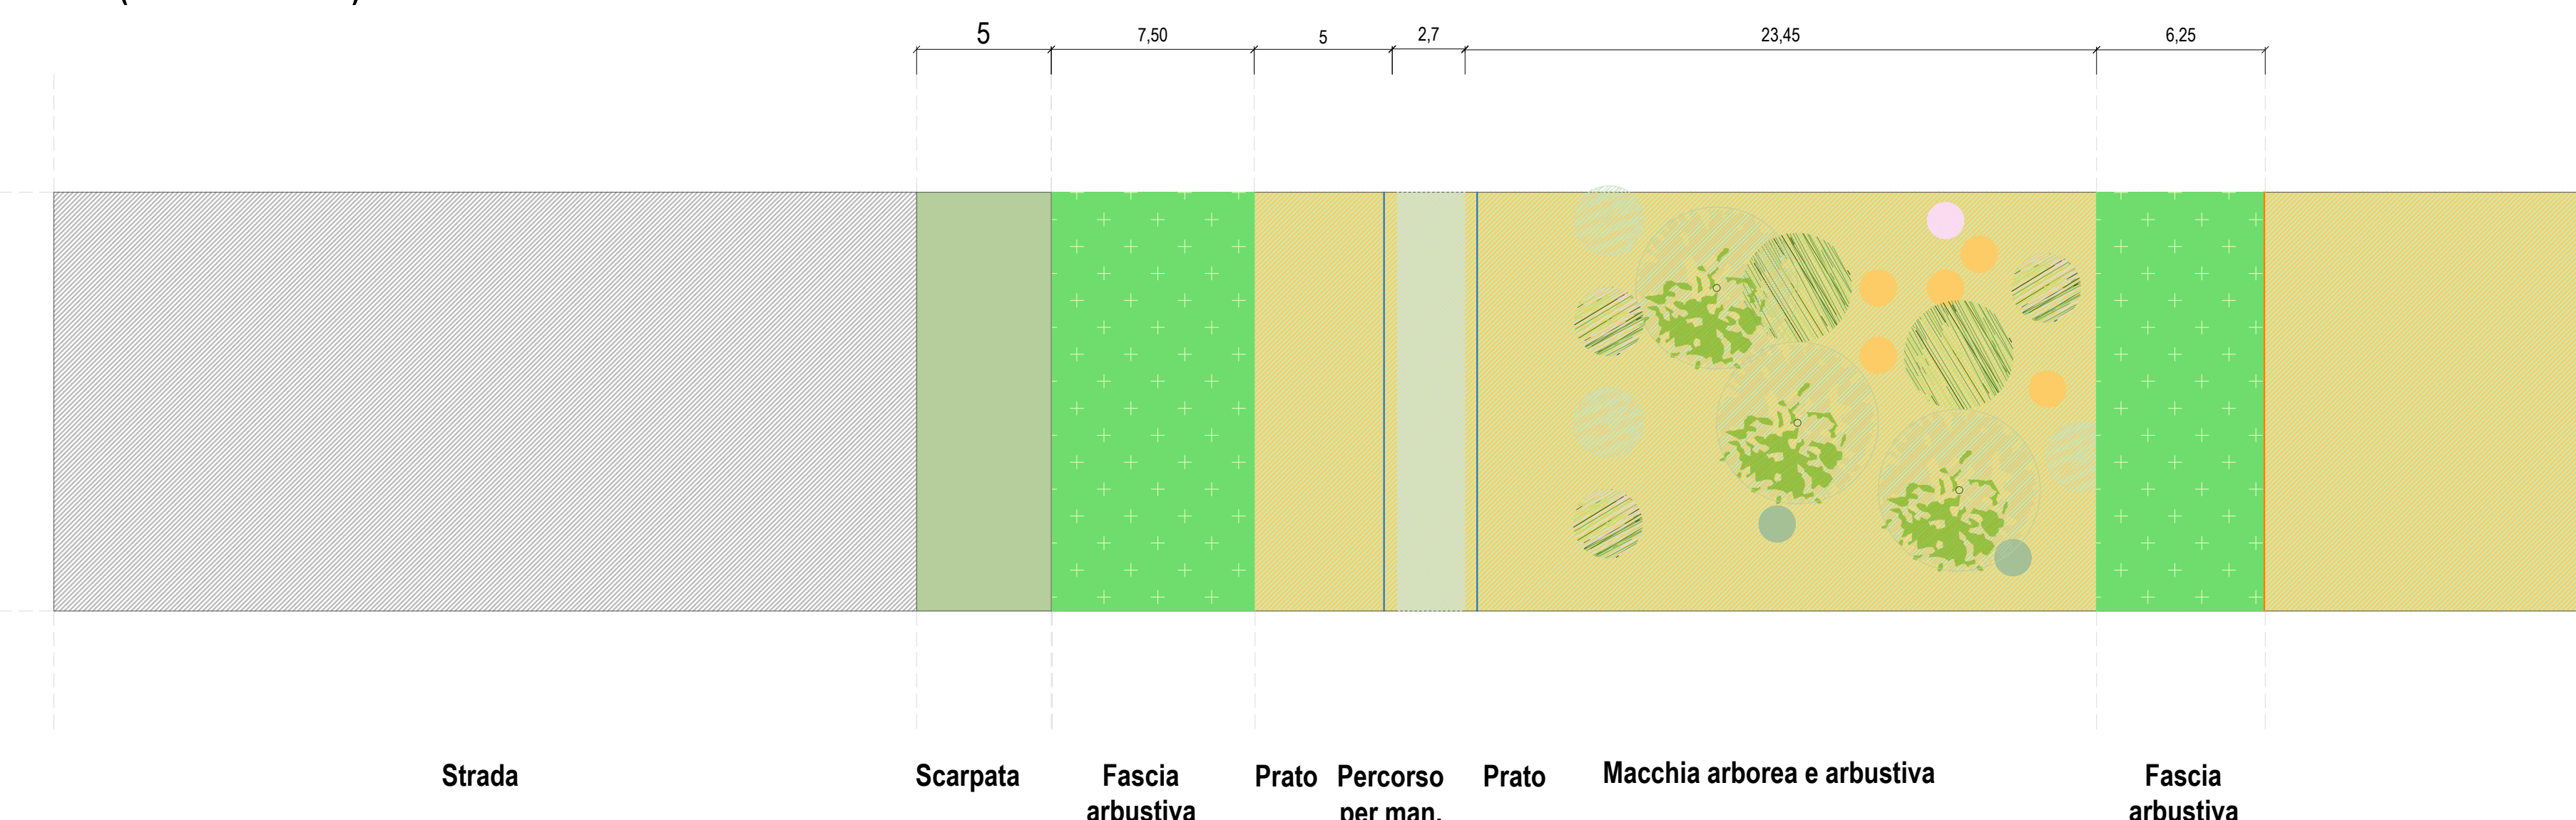 5 7,50 5 2,7 23,45 6,25
Strada Scarpata Fascia Prato Percorso Prato Macchia arborea e arbustiva Fascia
arbustiva per man. arbustiva